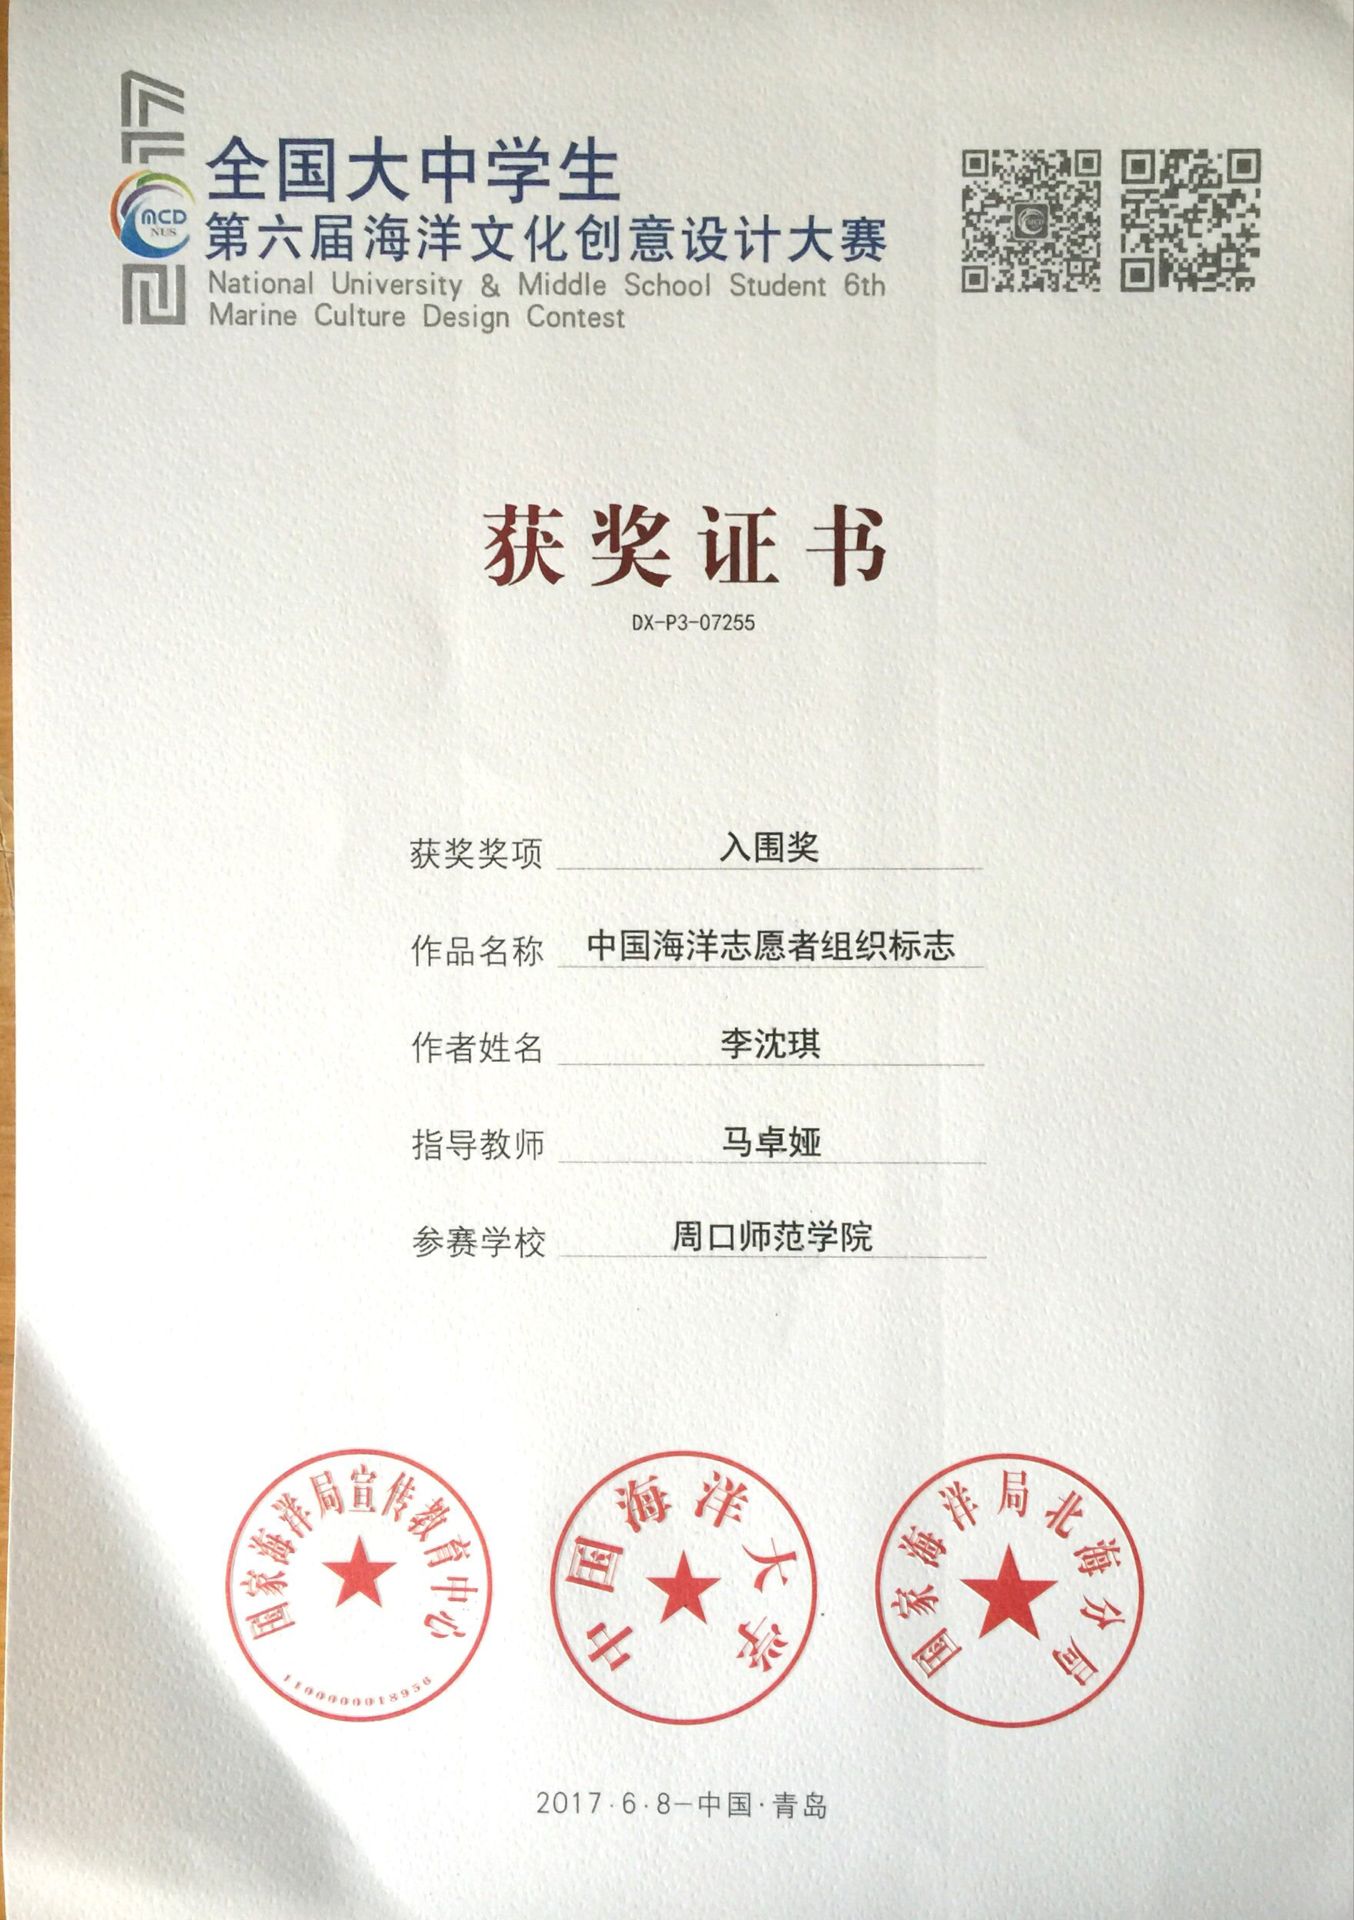 2017
MCD
NUS
全国大中学生
第六届海洋文化创意设计大赛
National University & Middle School Student 6th
Marine Culture Design Contest
获奖证书
DX-P3-07255
获奖奖项 入围奖
作品名称 中国海洋志愿者组织标志
作者姓名 李沈琪
指导教师 马卓娅
参赛学校 周口师范学院
国家海洋局宣传教育中心
1100000018956
中国海洋大学
国家海洋局北海分局
2017·6·8—中国·青岛